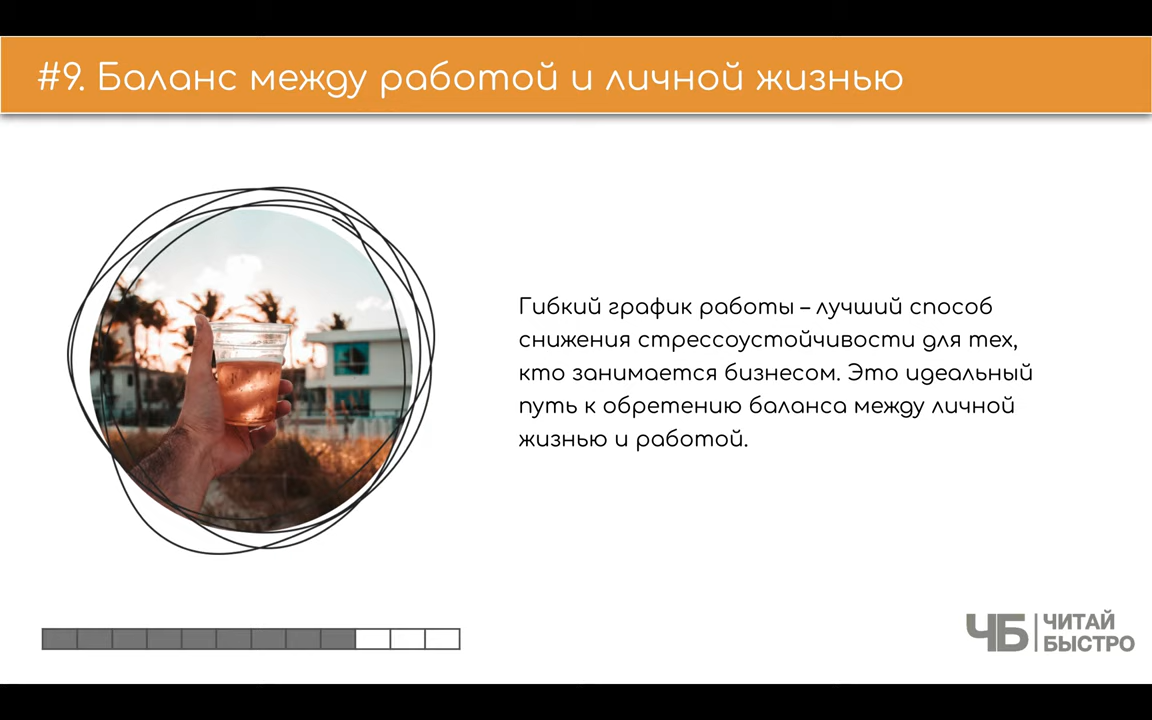 #9. Баланс между работой и личной жизнью
Гибкий график работы – лучший способ
снижения стрессоустойчивости для тех,
кто занимается бизнесом. Это идеальный
путь к обретению баланса между личной
жизнью и работой.
ЧБ ЧИТАЙ
БЫСТРО